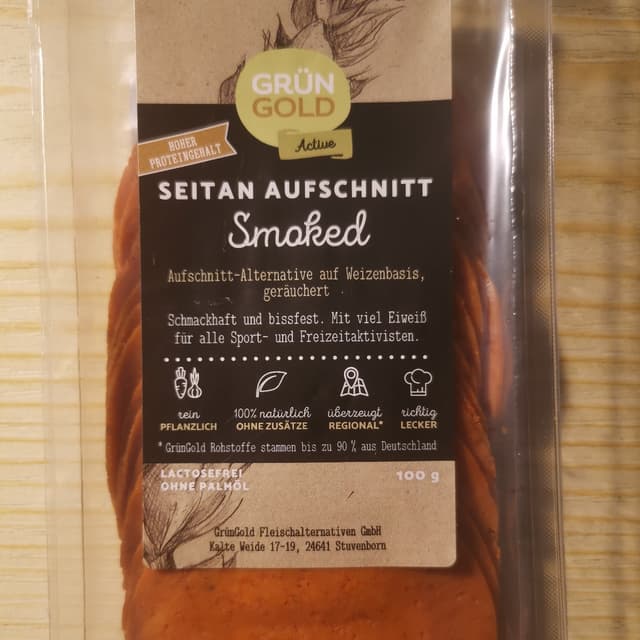 GRÜN
GOLD
Active
HOHER
PROTEINGEHALT
SEITAN AUFSCHNITT
Smoked
Aufschnitt-Alternative auf Weizenbasis,
geräuchert
Schmackhaft und bissfest. Mit viel Eiweiß
für alle Sport- und Freizeitaktivisten.
rein
PFLANZLICH
100% natürlich
OHNE ZUSÄTZE
überzeugt
REGIONAL*
richtig
LECKER
* GrünGold Rohstoffe stammen bis zu 90 % aus Deutschland
LACTOSEFREI
OHNE PALMÖL
100 g
GrünGold Fleischalternativen GmbH
Kalte Weide 17-19, 24641 Stuvenborn